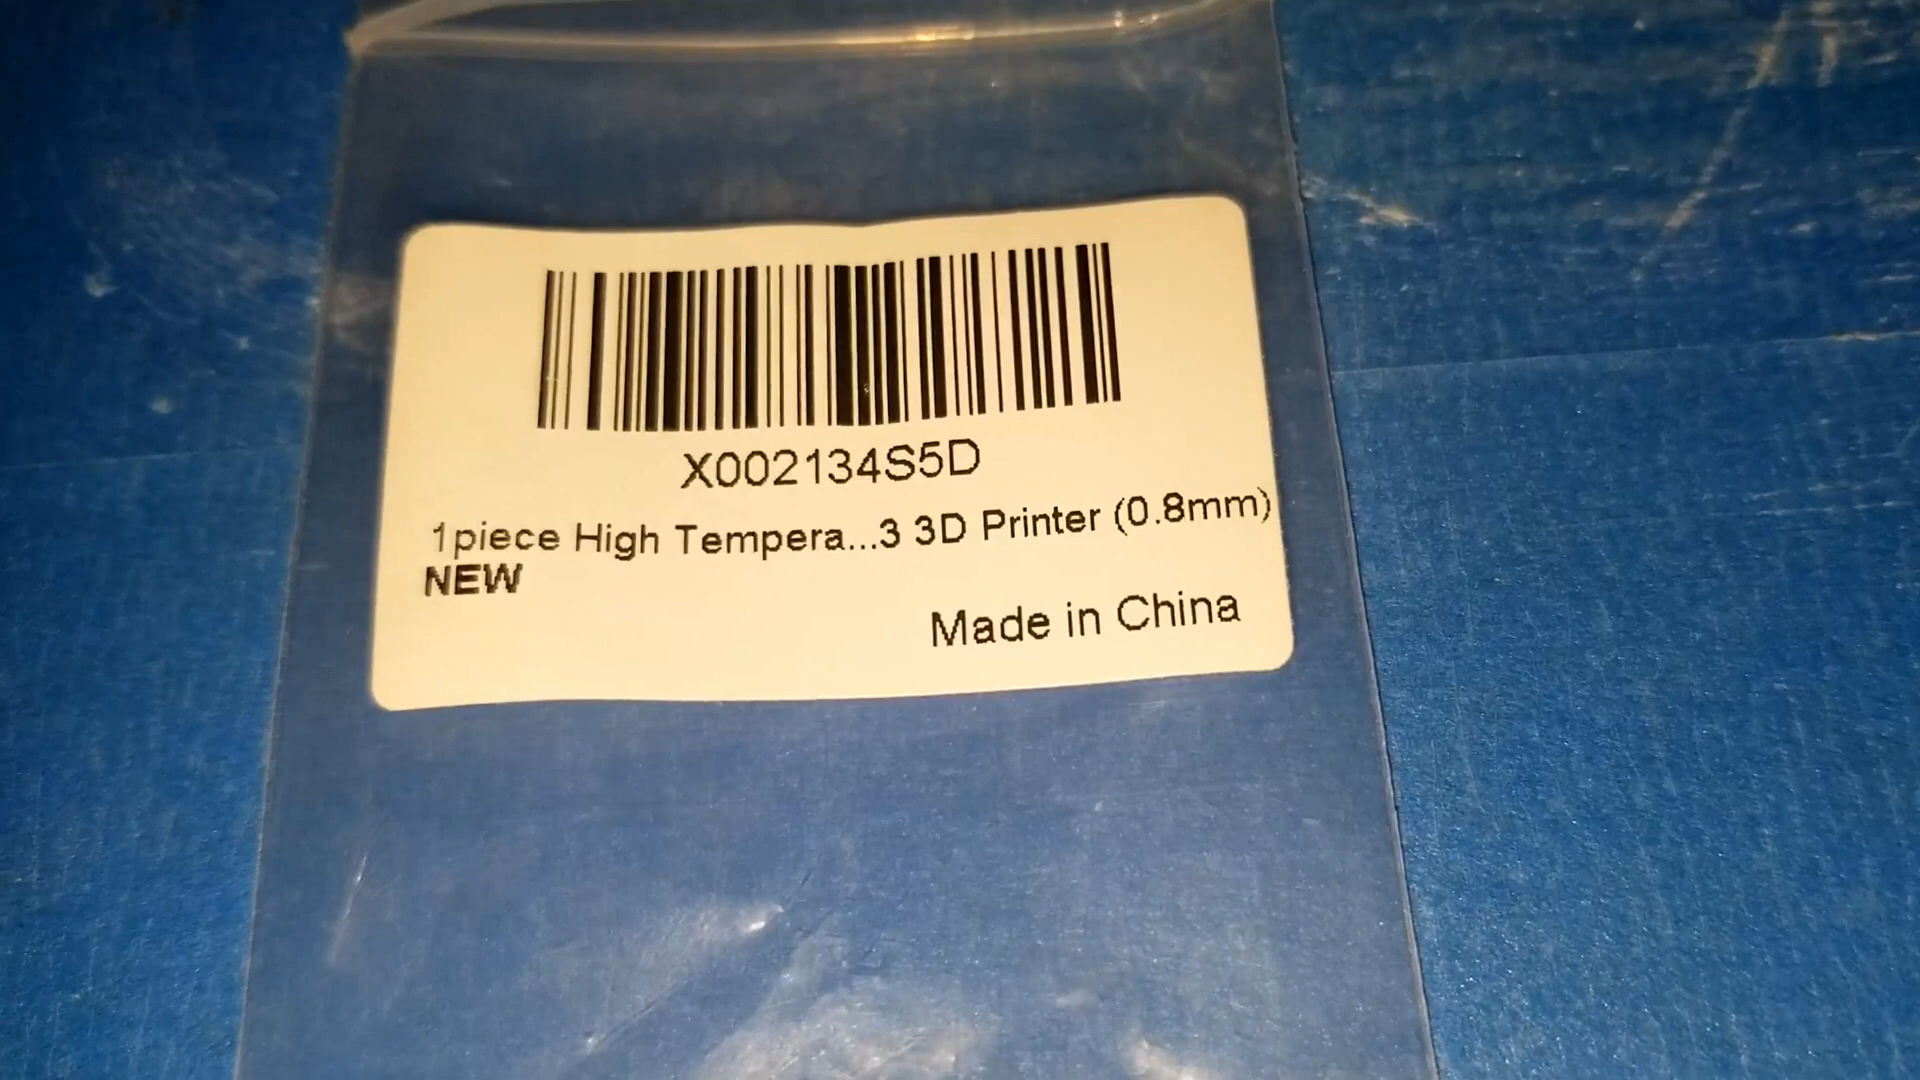 X002134S5D
1piece High Tempera...3 3D Printer (0.8mm)
NEW
Made in China